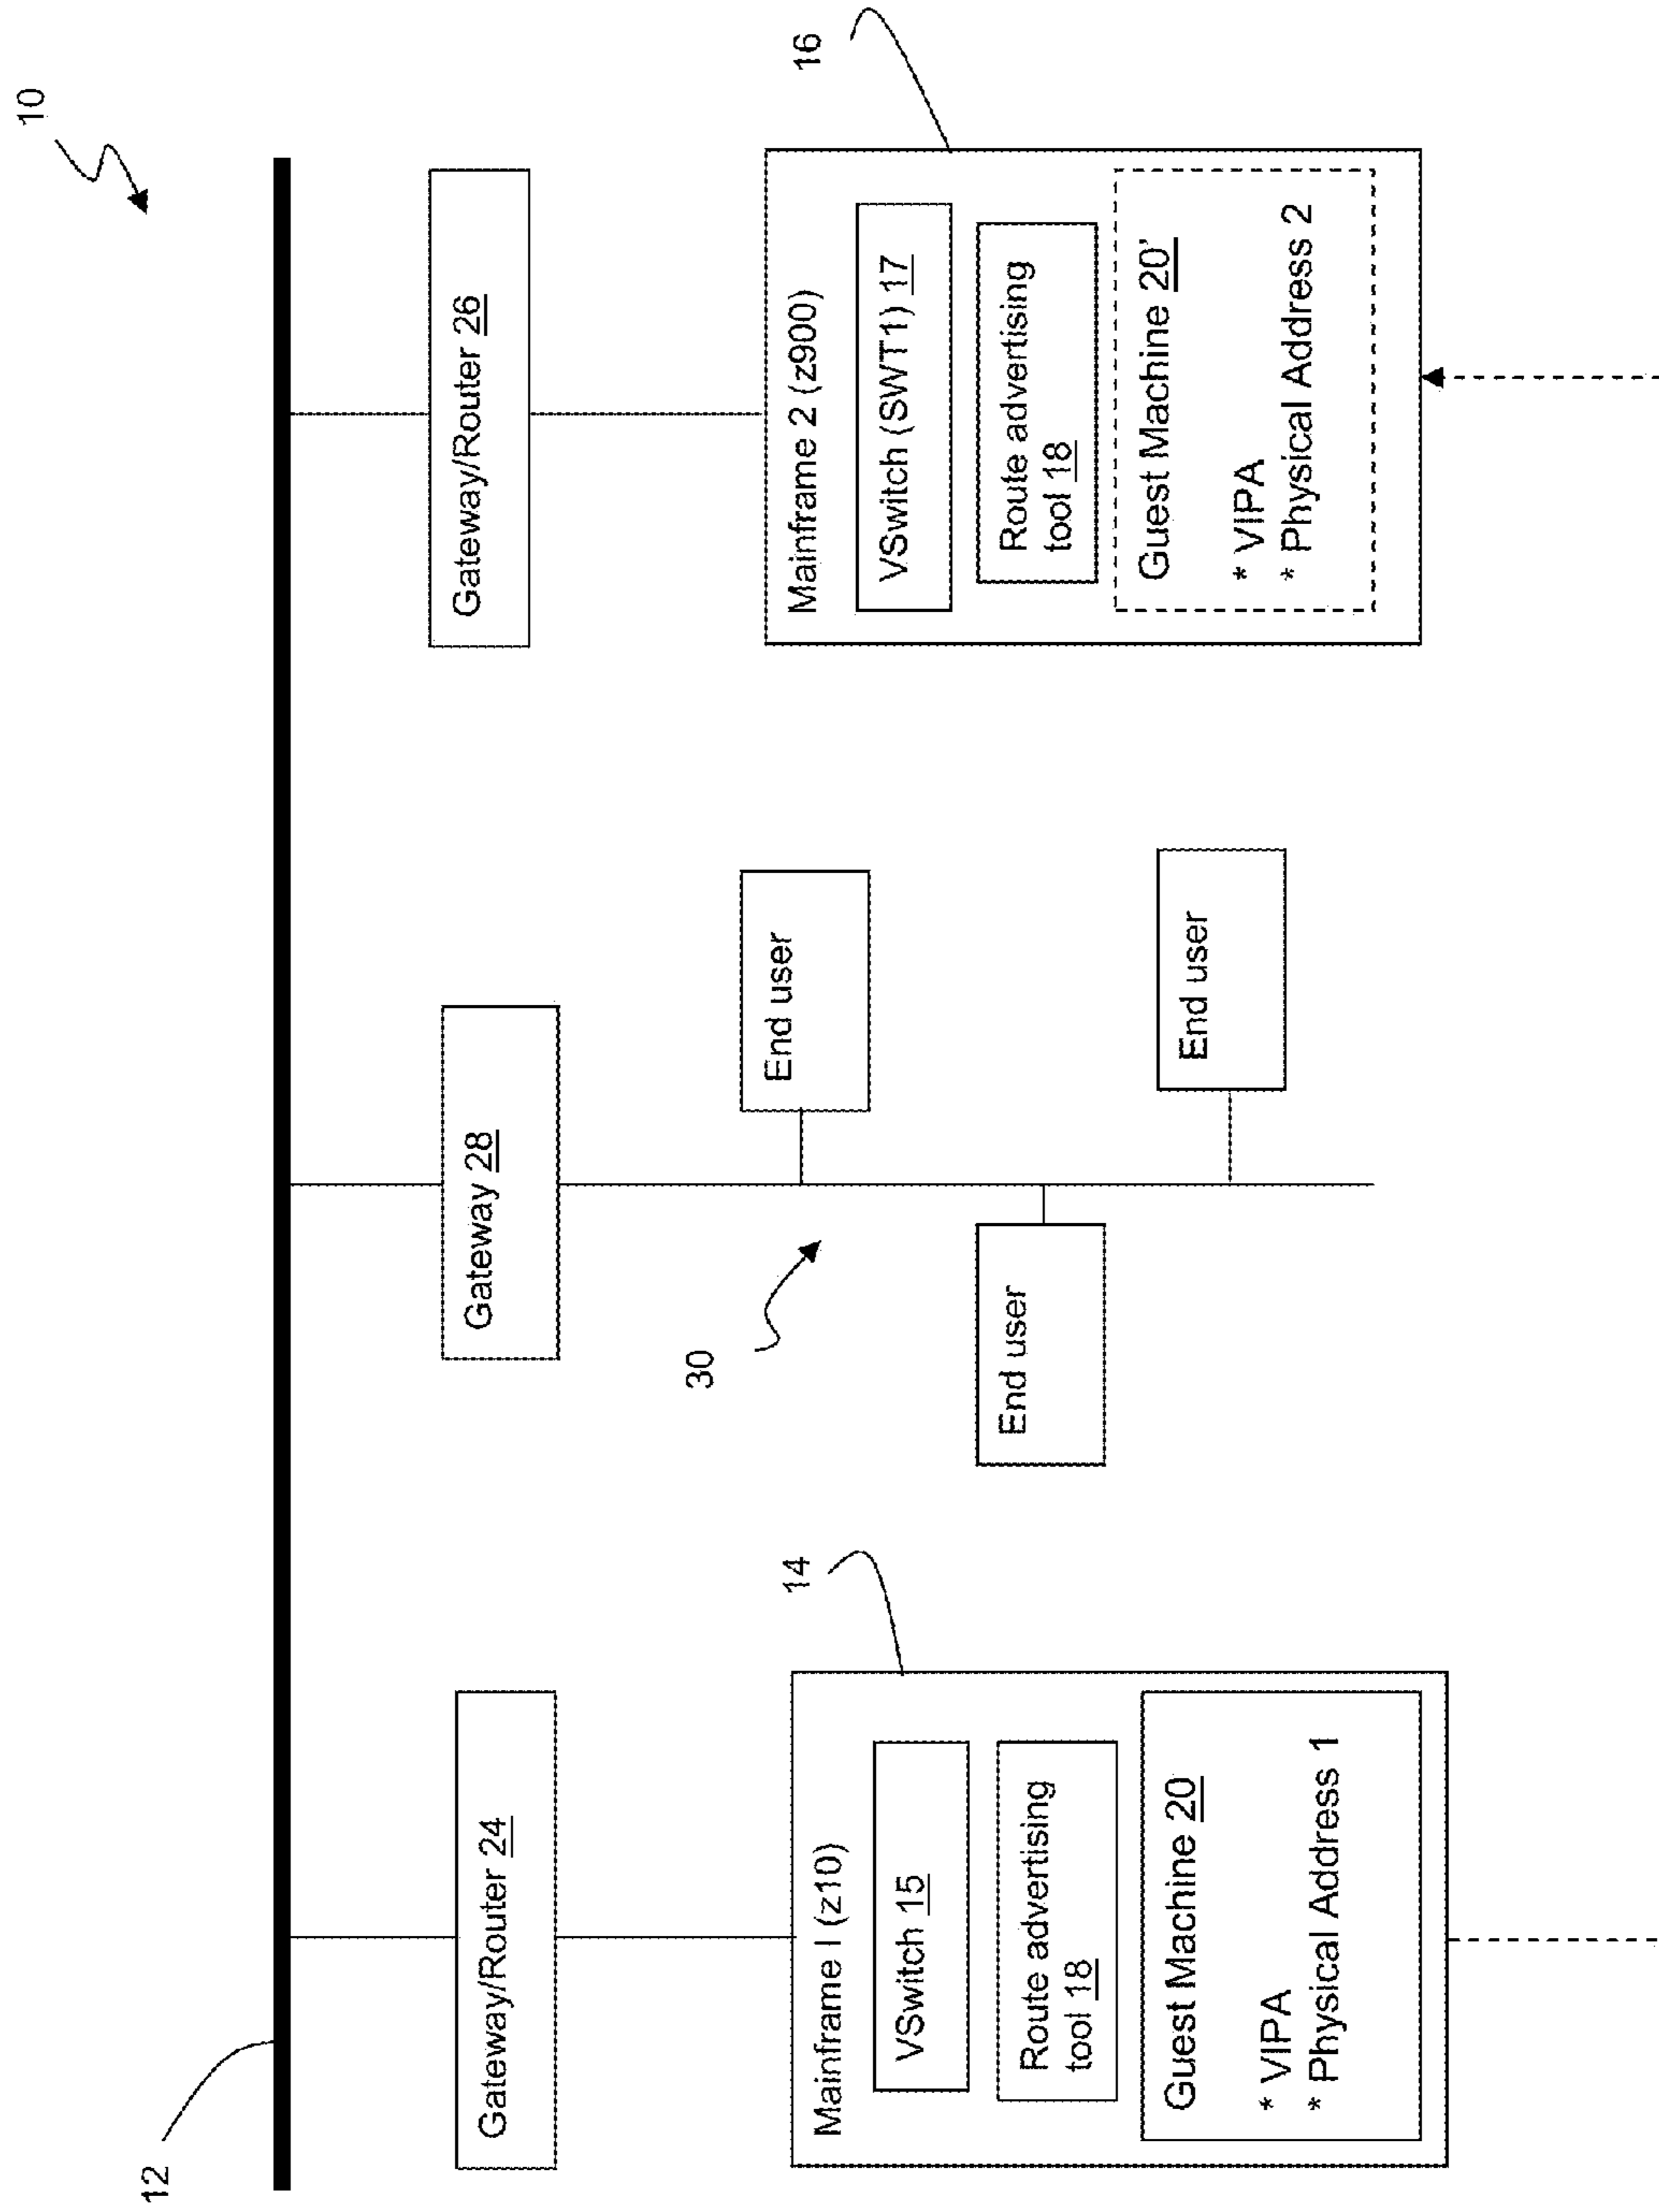 10
12
Gateway/Router 24
Gateway 28
Gateway/Router 26
14
Mainframe I (z10)
VSwitch 15
Route advertising
tool 18
Guest Machine 20
* VIPA
* Physical Address 1
30
End user
End user
End user
16
Mainframe 2 (z900)
VSwitch (SWT1) 17
Route advertising
tool 18
Guest Machine 20'
* VIPA
* Physical Address 2